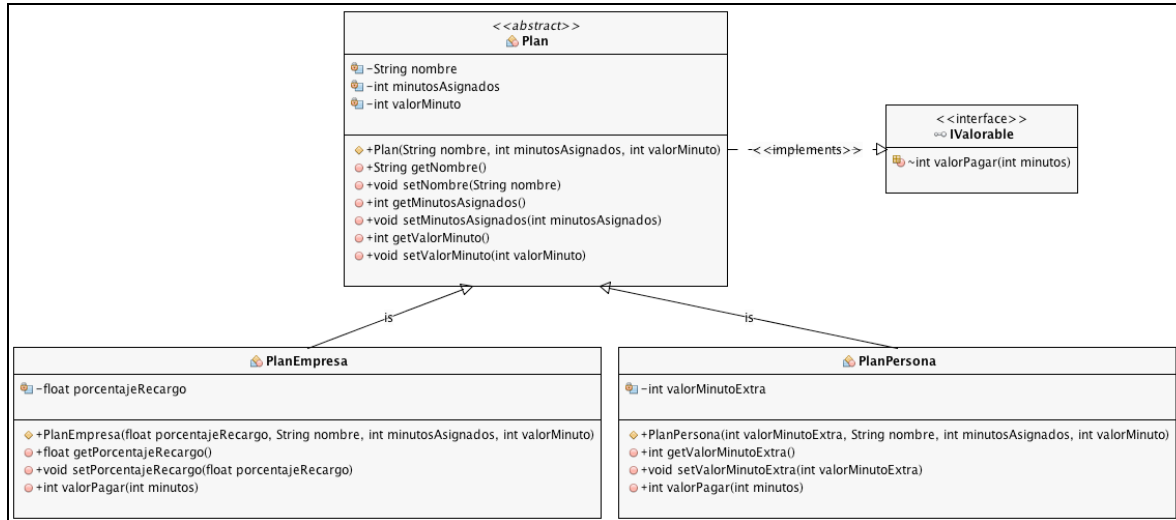 <<abstract>>
Plan
-String nombre
-int minutosAsignados
-int valorMinuto
+Plan(String nombre, int minutosAsignados, int valorMinuto)
+String getNombre()
+void setNombre(String nombre)
+int getMinutosAsignados()
+void setMinutosAsignados(int minutosAsignados)
+int getValorMinuto()
+void setValorMinuto(int valorMinuto)
<<implements>>
<<interface>>
IValorable
~int valorPagar(int minutos)
is
is
PlanEmpresa
-float porcentajeRecargo
+PlanEmpresa(float porcentajeRecargo, String nombre, int minutosAsignados, int valorMinuto)
+float getPorcentajeRecargo()
+void setPorcentajeRecargo(float porcentajeRecargo)
+int valorPagar(int minutos)
PlanPersona
-int valorMinutoExtra
+PlanPersona(int valorMinutoExtra, String nombre, int minutosAsignados, int valorMinuto)
+int getValorMinutoExtra()
+void setValorMinutoExtra(int valorMinutoExtra)
+int valorPagar(int minutos)